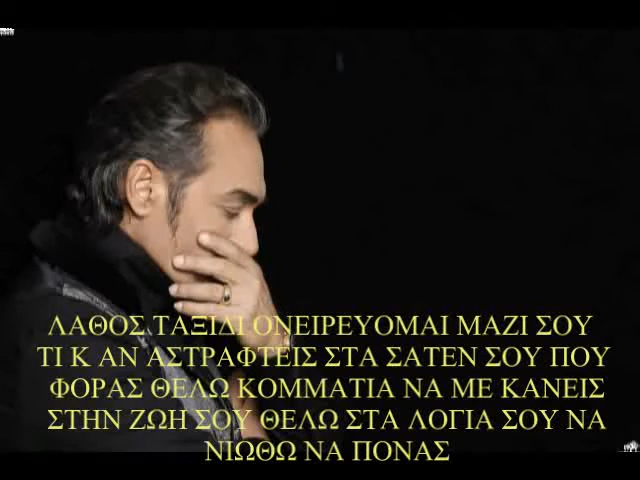 ΛΑΘΟΣ ΤΑΞΙΔΙ ΟΝΕΙΡΕΥΟΜΑΙ ΜΑΖΙ ΣΟΥ
ΤΙ Κ ΑΝ ΑΣΤΡΑΦΤΕΙΣ ΣΤΑ ΣΑΤΕΝ ΣΟΥ ΠΟΥ
ΦΟΡΑΣ ΘΕΛΩ ΚΟΜΜΑΤΙΑ ΝΑ ΜΕ ΚΑΝΕΙΣ
ΣΤΗΝ ΖΩΗ ΣΟΥ ΘΕΛΩ ΣΤΑ ΛΟΓΙΑ ΣΟΥ ΝΑ
ΝΙΩΘΩ ΝΑ ΠΟΝΑΣ